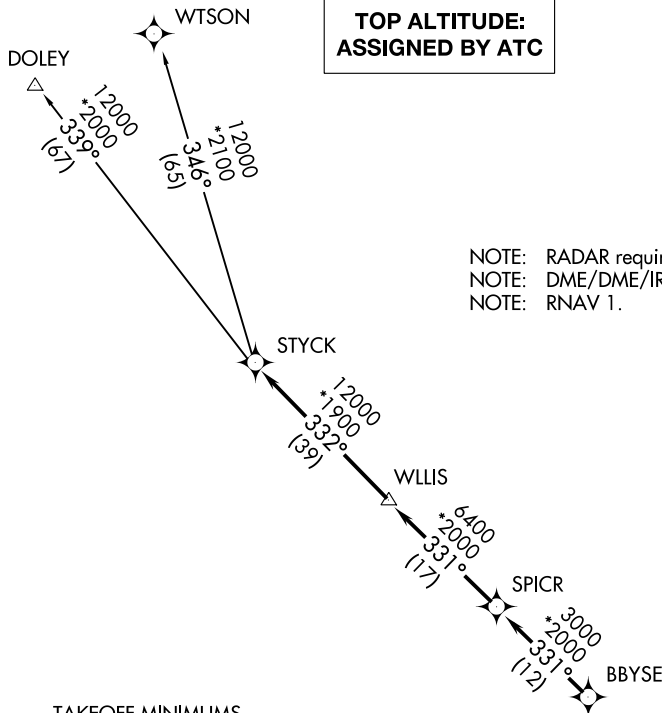 WTSON
TOP ALTITUDE:
ASSIGNED BY ATC
DOLEY
12000
*2000
339°
(67)
12000
*2100
346°
(65)
NOTE: RADAR requir
NOTE: DME/DME/IR
NOTE: RNAV 1.
STYCK
12000
*1900
332°
(39)
WLLIS
6400
*2000
331°
(17)
SPICR
3000
*2000
331°
(12)
BBYSE